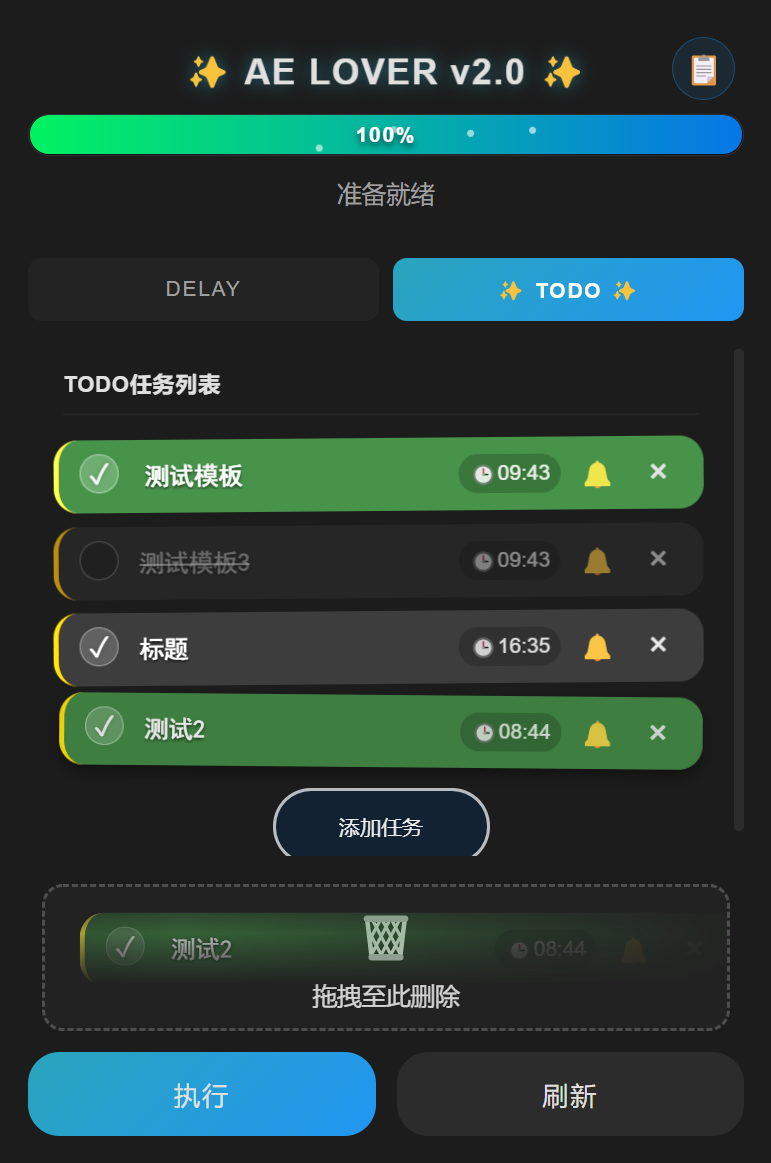 ✨ AE LOVER v2.0 ✨
100%
准备就绪
DELAY
✨ TODO ✨
TODO任务列表
测试模板 09:43
测试模板3 09:43
标题 16:35
测试2 08:44
添加任务
测试2 08:44
拖拽至此删除
执行
刷新